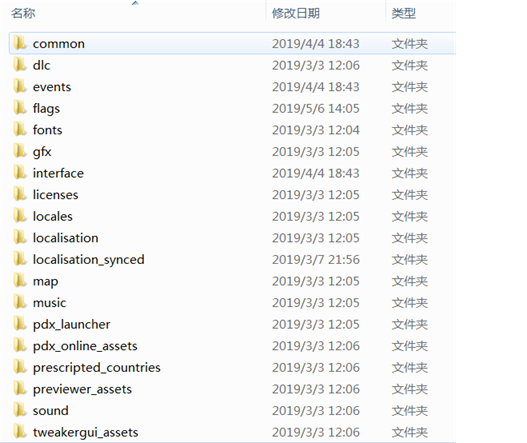 名称 修改日期 类型
common 2019/4/4 18:43 文件夹
dlc 2019/3/3 12:06 文件夹
events 2019/4/4 18:43 文件夹
flags 2019/5/6 14:05 文件夹
fonts 2019/3/3 12:04 文件夹
gfx 2019/3/3 12:05 文件夹
interface 2019/4/4 18:43 文件夹
licenses 2019/3/3 12:05 文件夹
locales 2019/3/3 12:05 文件夹
localisation 2019/3/3 12:05 文件夹
localisation_synced 2019/3/7 21:56 文件夹
map 2019/3/3 12:05 文件夹
music 2019/3/3 12:05 文件夹
pdx_launcher 2019/3/3 12:05 文件夹
pdx_online_assets 2019/3/3 12:06 文件夹
prescripted_countries 2019/3/3 12:06 文件夹
previewer_assets 2019/3/3 12:06 文件夹
sound 2019/3/3 12:06 文件夹
tweakergui_assets 2019/3/3 12:06 文件夹